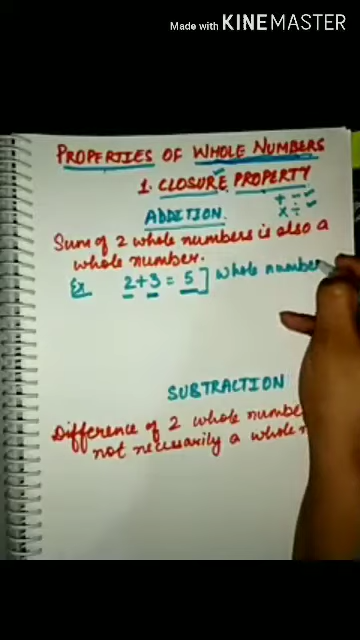 Made with KINEMASTER
PROPERTIES OF WHOLE NUMBERS
1. CLOSURE PROPERTY
+ - ✓
× ÷ ✓
ADDITION
Sum of 2 whole numbers is also a
whole number.
Ex 2+3 = 5] whole number
SUBTRACTION
Difference of 2 whole numbe
not necessarily a whole